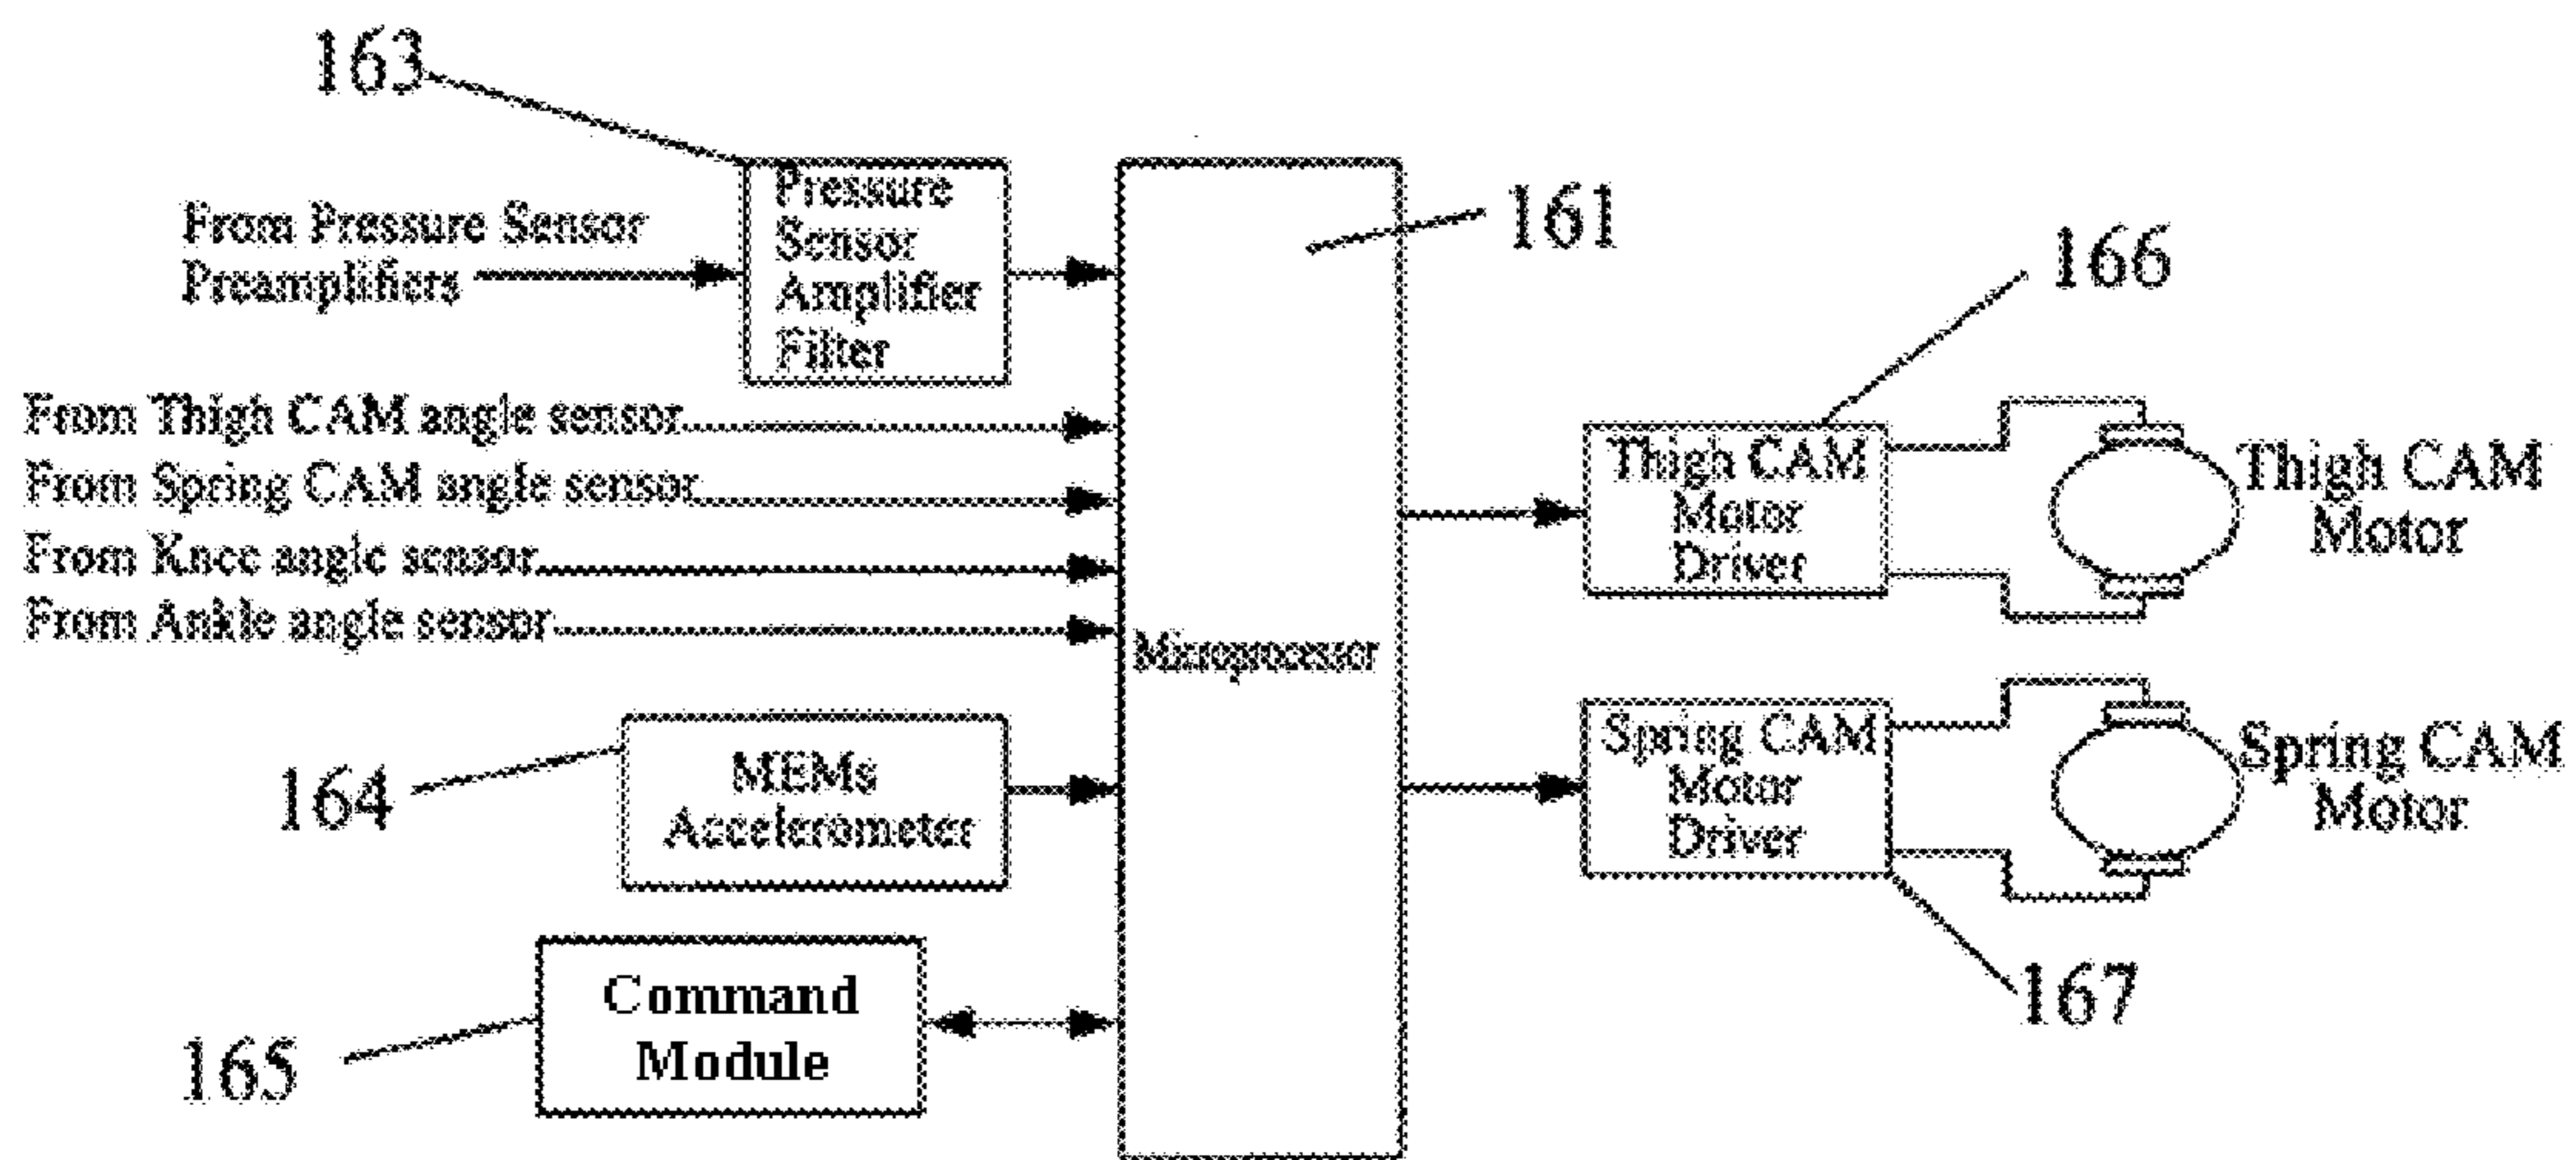 163
From Pressure Sensor
Preamplifiers
Pressure
Sensor
Amplifier
Filter
161
166
From Thigh CAM angle sensor
From Spring CAM angle sensor
From Knee angle sensor
From Ankle angle sensor
Microprocessor
Thigh CAM
Motor
Driver
Thigh CAM
Motor
164
MEMs
Accelerometer
Spring CAM
Motor
Driver
Spring CAM
Motor
165
Command
Module
167